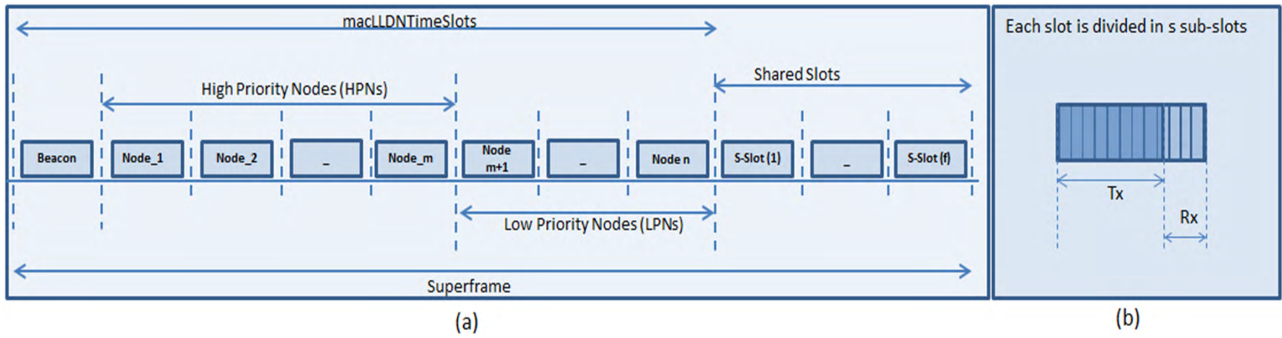 macLLDNTimeSlots
High Priority Nodes (HPNs)
Shared Slots
Beacon
Node_1
Node_2
_
Node_m
Node
m+1
_
Node n
S-Slot (1)
_
S-Slot (f)
Low Priority Nodes (LPNs)
Superframe
(a)
Each slot is divided in s sub-slots
Tx
Rx
(b)